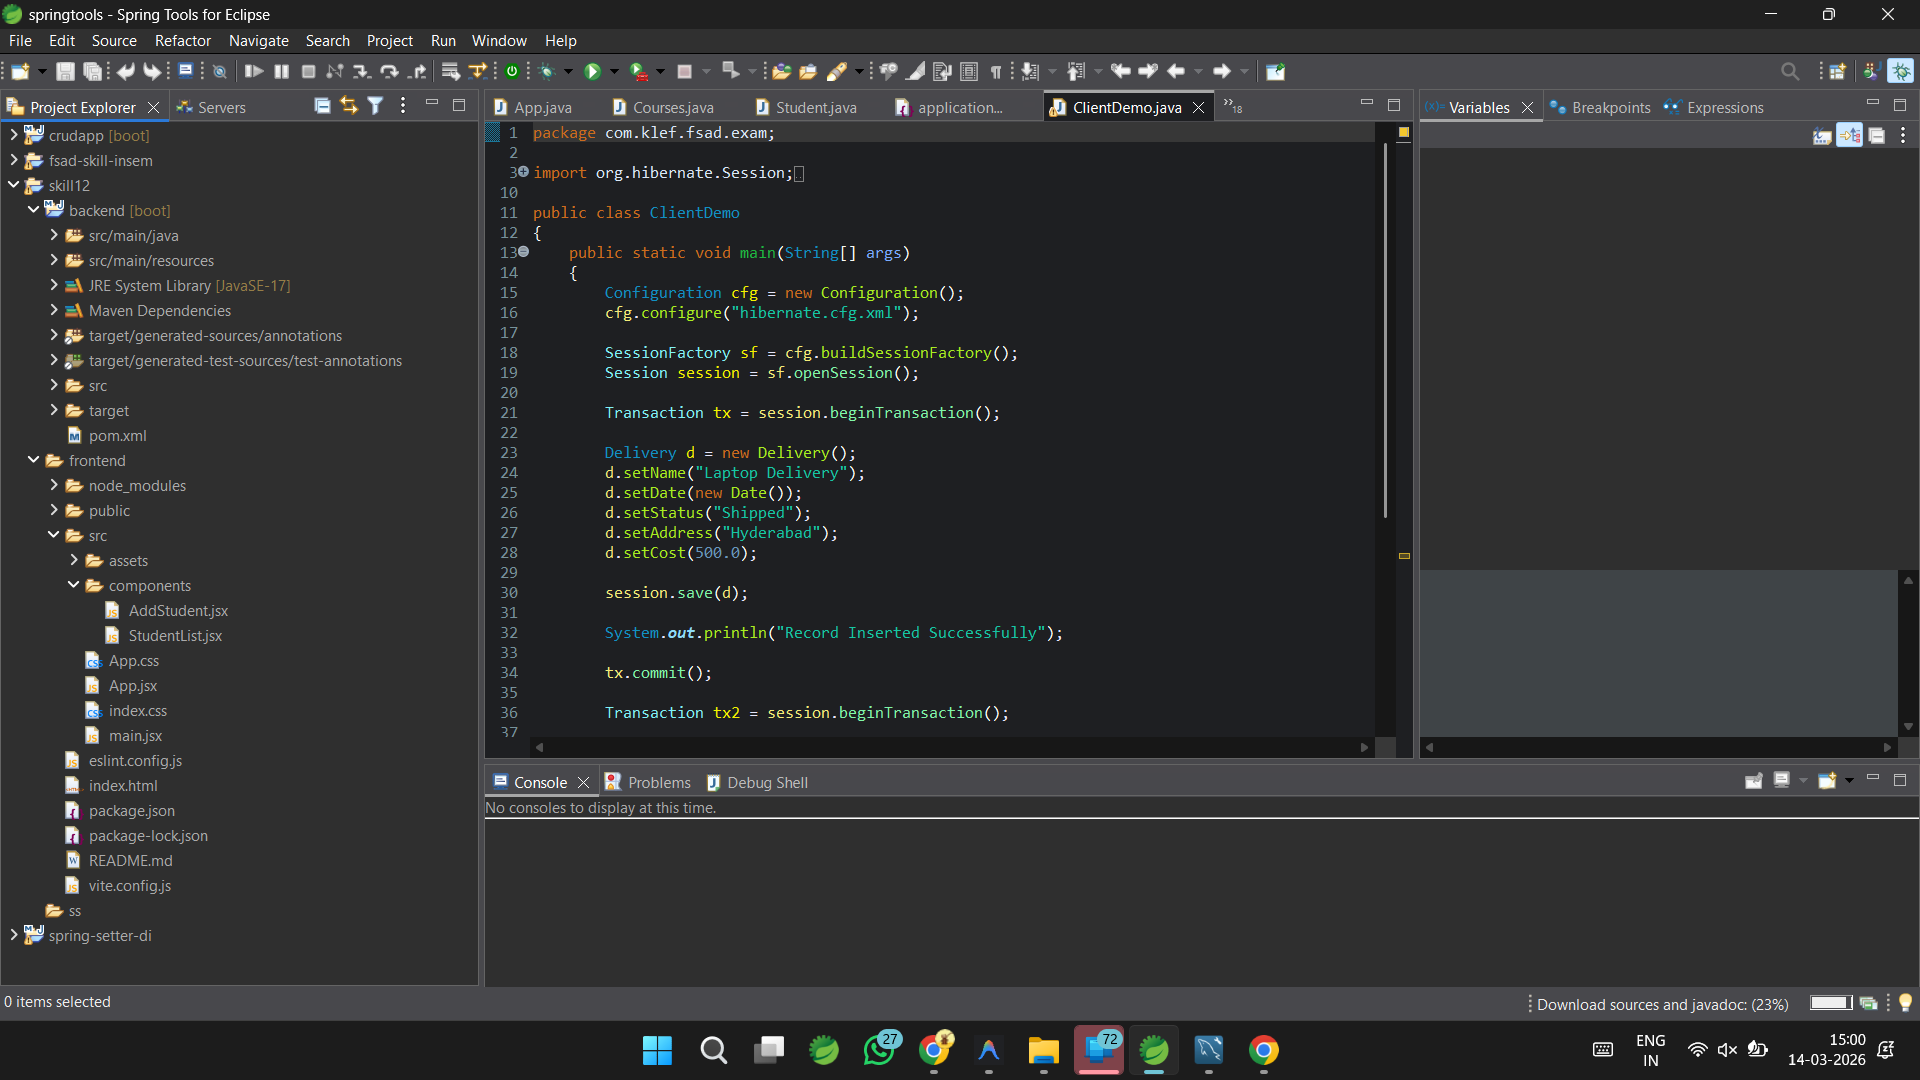 springtools - Spring Tools for Eclipse
File Edit Source Refactor Navigate Search Project Run Window Help
Project Explorer
Servers
crudapp [boot]
fsad-skill-insem
skill12
backend [boot]
src/main/java
src/main/resources
JRE System Library [JavaSE-17]
Maven Dependencies
target/generated-sources/annotations
target/generated-test-sources/test-annotations
src
target
pom.xml
frontend
node_modules
public
src
assets
components
AddStudent.jsx
StudentList.jsx
App.css
App.jsx
index.css
main.jsx
eslint.config.js
index.html
package.json
package-lock.json
README.md
vite.config.js
ss
spring-setter-di
App.java Courses.java Student.java application... ClientDemo.java »18
1 package com.klef.fsad.exam;
2
3 import org.hibernate.Session;
10
11 public class ClientDemo
12 {
13 public static void main(String[] args)
14 {
15 Configuration cfg = new Configuration();
16 cfg.configure("hibernate.cfg.xml");
17
18 SessionFactory sf = cfg.buildSessionFactory();
19 Session session = sf.openSession();
20
21 Transaction tx = session.beginTransaction();
22
23 Delivery d = new Delivery();
24 d.setName("Laptop Delivery");
25 d.setDate(new Date());
26 d.setStatus("Shipped");
27 d.setAddress("Hyderabad");
28 d.setCost(500.0);
29
30 session.save(d);
31
32 System.out.println("Record Inserted Successfully");
33
34 tx.commit();
35
36 Transaction tx2 = session.beginTransaction();
37
Variables Breakpoints Expressions
Console Problems Debug Shell
No consoles to display at this time.
0 items selected
Download sources and javadoc: (23%)
27
72
ENG
IN
15:00
14-03-2026